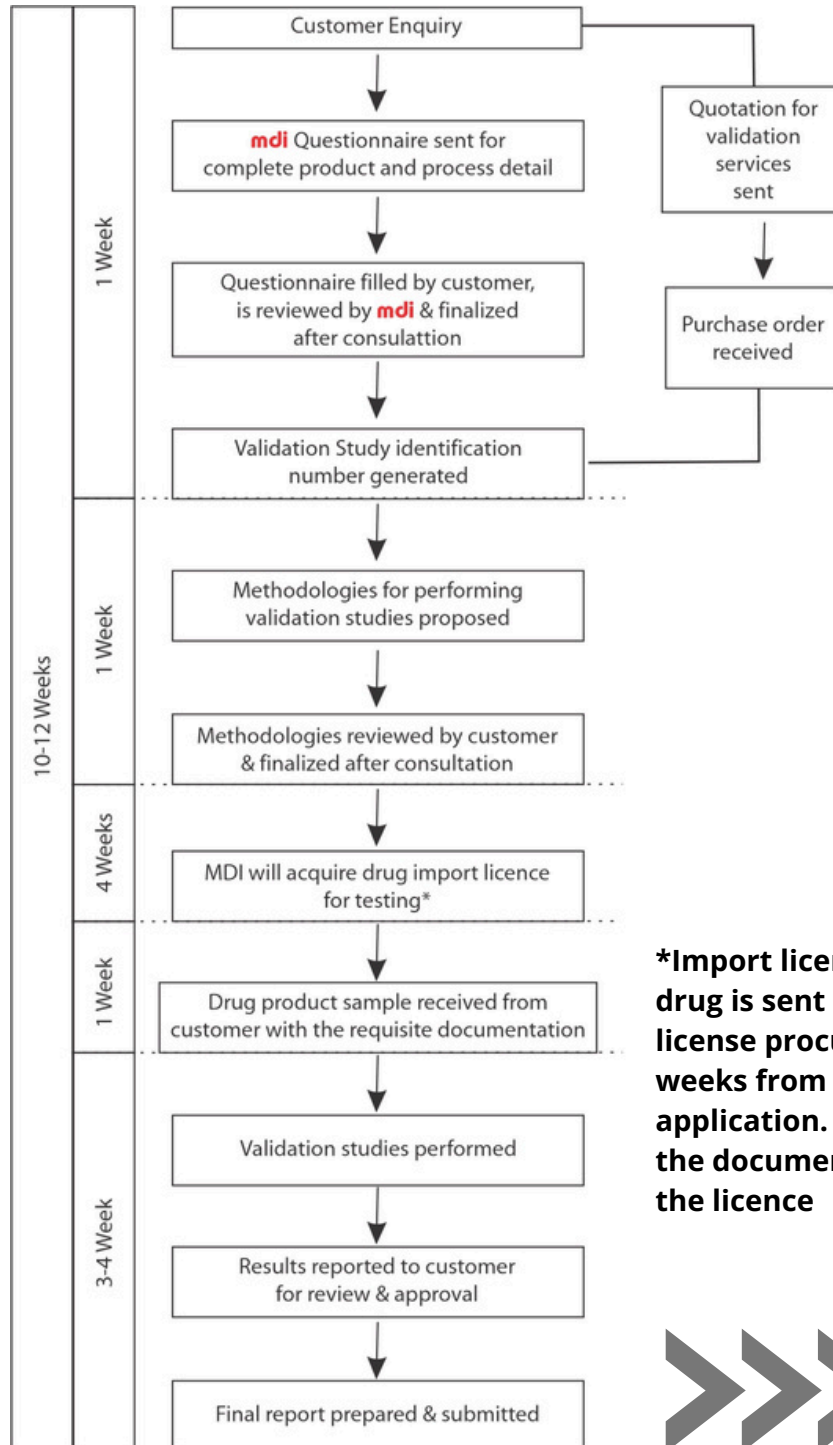 Customer Enquiry
Quotation for
validation
services
sent
mdi Questionnaire sent for
complete product and process detail
1 Week
Questionnaire filled by customer,
is reviewed by mdi & finalized
after consulattion
Purchase order
received
Validation Study identification
number generated
10-12 Weeks
1 Week
Methodologies for performing
validation studies proposed
Methodologies reviewed by customer
& finalized after consultation
4 Weeks
MDI will acquire drug import licence
for testing*
1 Week
Drug product sample received from
customer with the requisite documentation
*Import licen
drug is sent
license procu
weeks from
application.
the documen
the licence
3-4 Week
Validation studies performed
Results reported to customer
for review & approval
Final report prepared & submitted